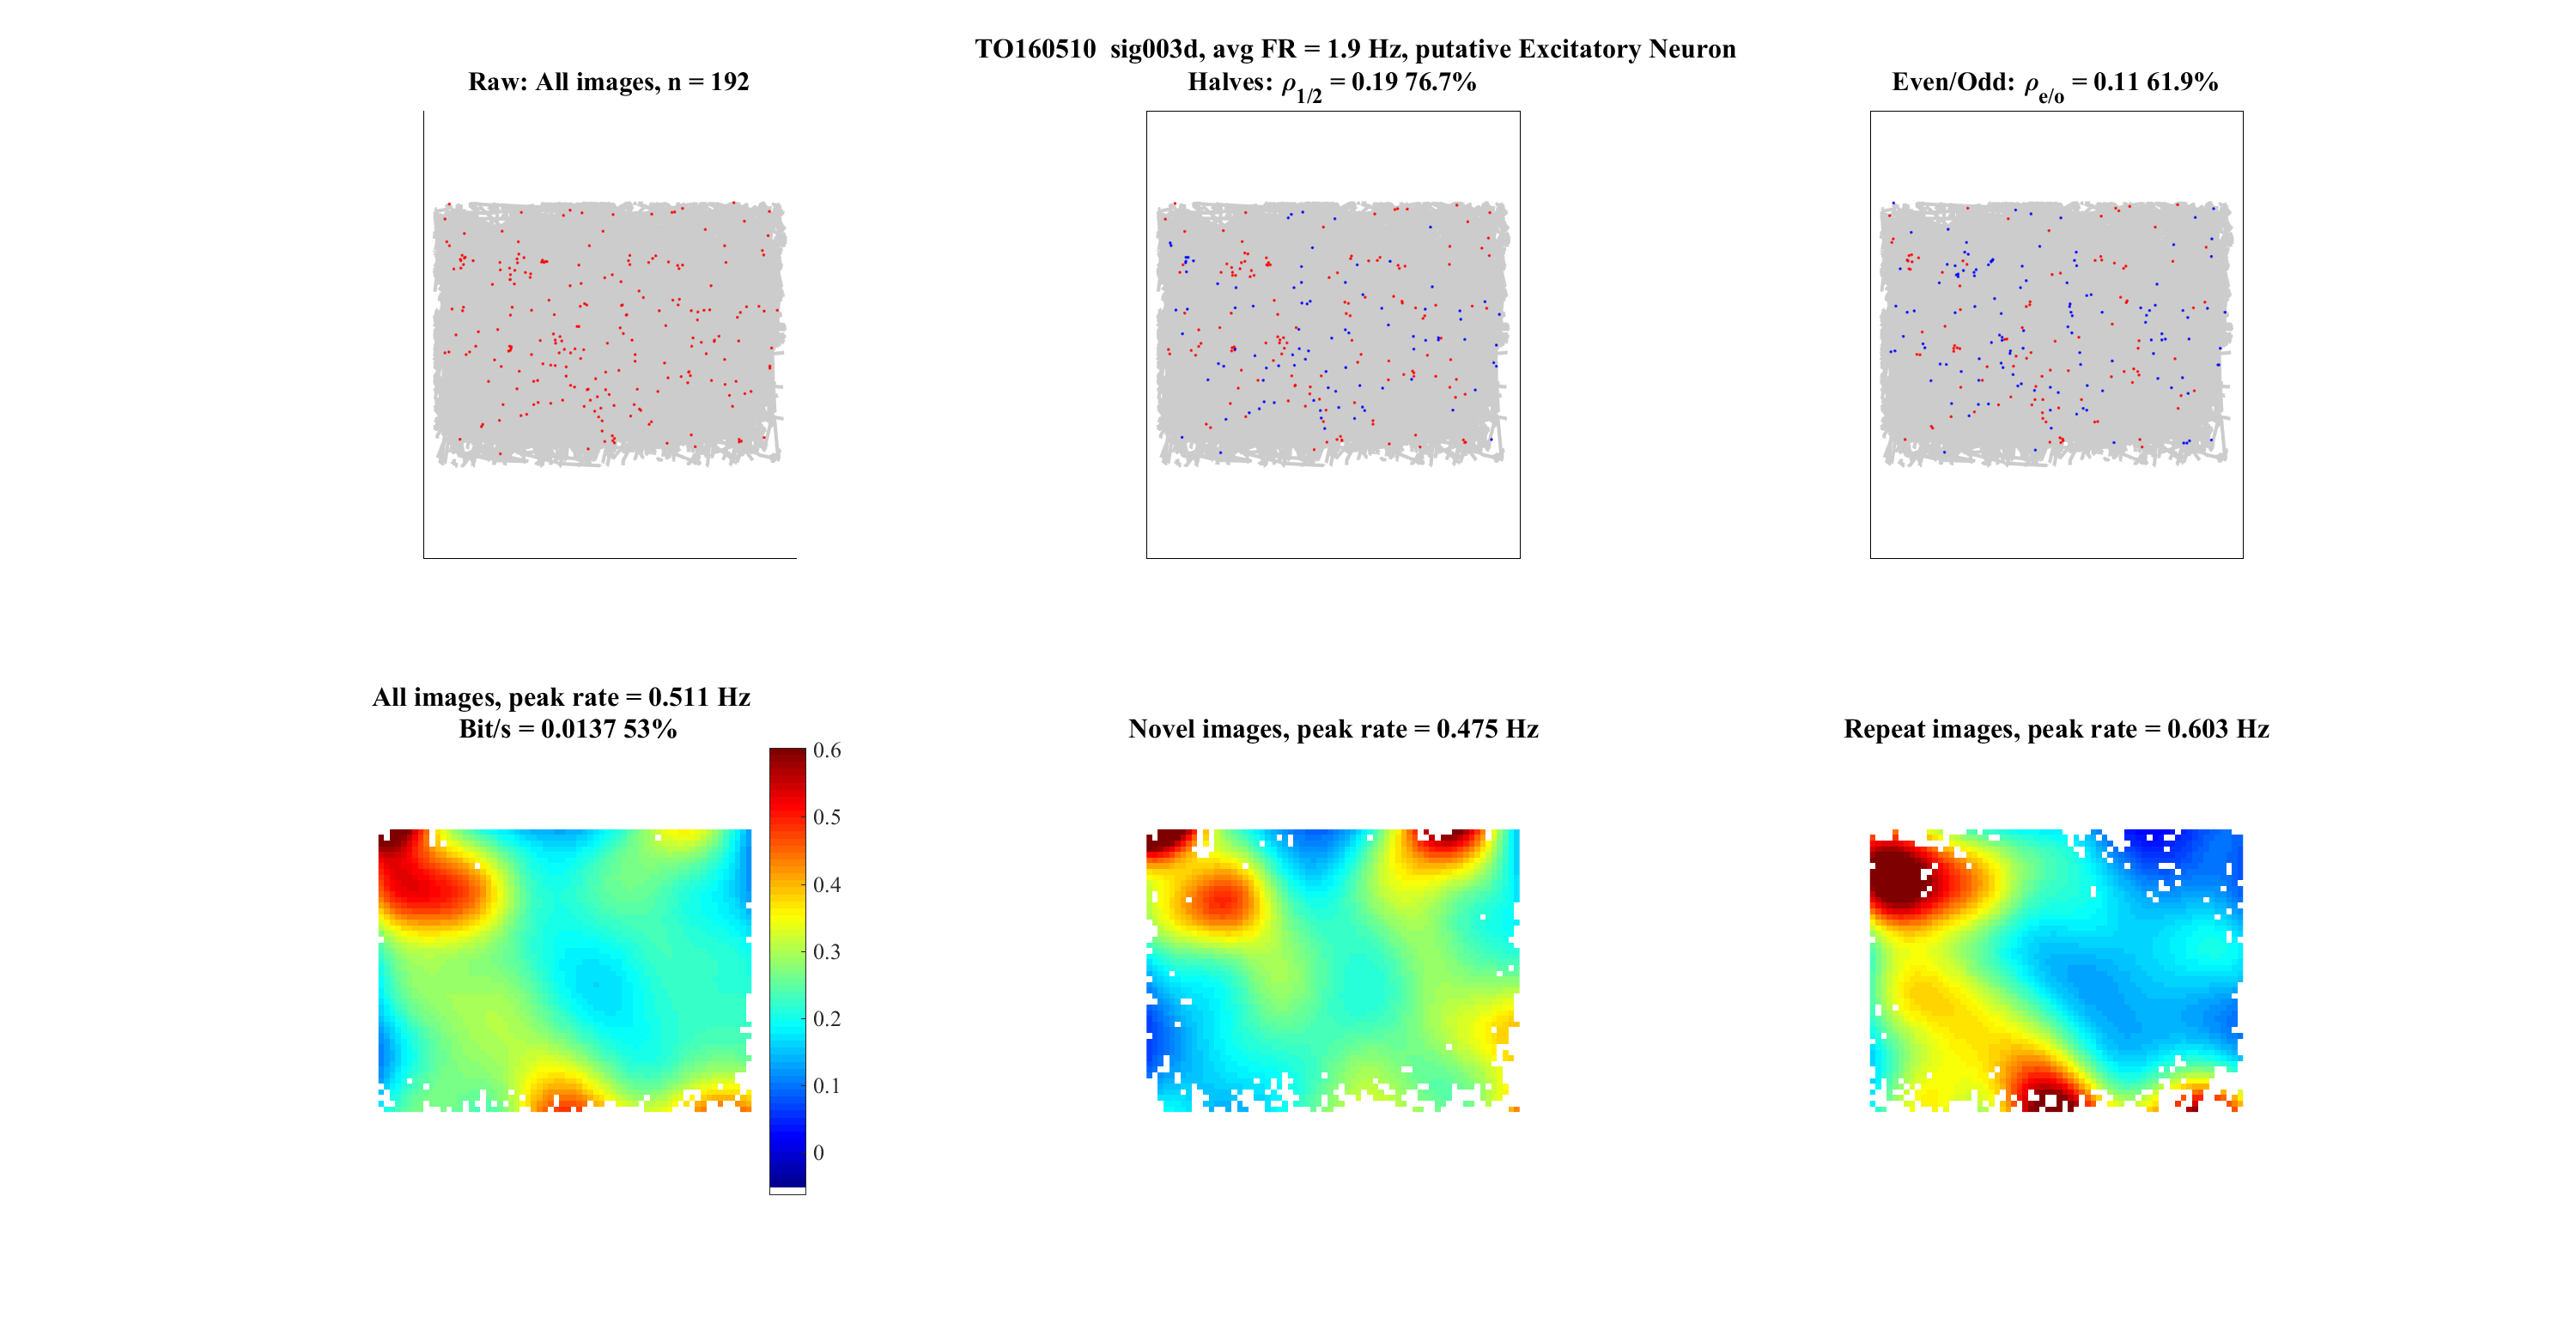 TO160510  sig003d, avg FR = 1.9 Hz, putative Excitatory Neuron
Raw: All images, n = 192
Halves: ρ1/2 = 0.19 76.7%
Even/Odd: ρe/o = 0.11 61.9%
All images, peak rate = 0.511 Hz
Bit/s = 0.0137 53%
Novel images, peak rate = 0.475 Hz
Repeat images, peak rate = 0.603 Hz
0.6
0.5
0.4
0.3
0.2
0.1
0